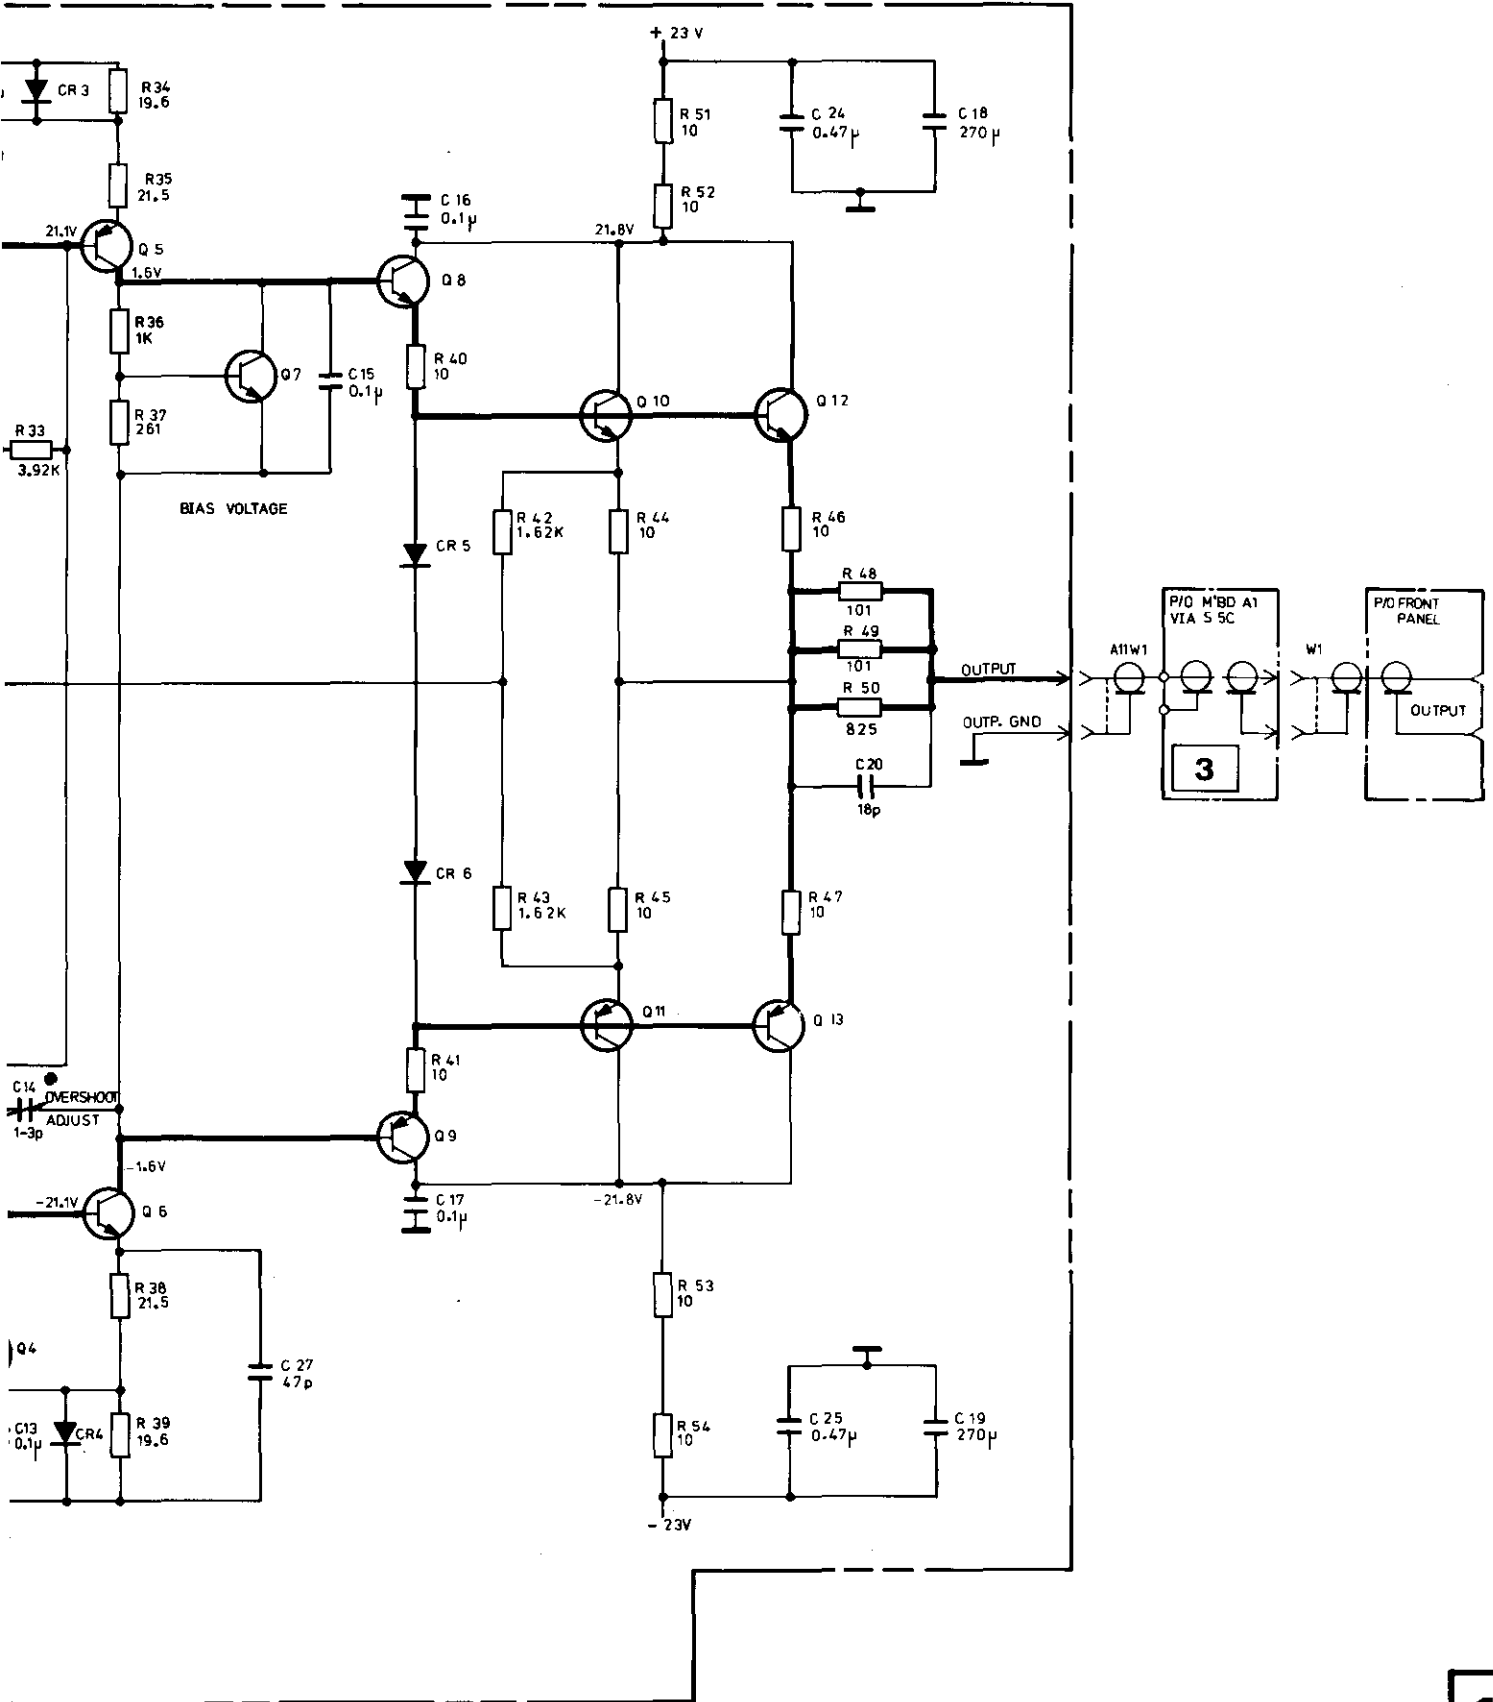 + 23 V
CR 3
R34
19.6
R 51
10
C 24
0.47µ
C 18
270 µ
R35
21.5
C 16
0.1µ
R 52
10
21.1V
Q 5
21.8V
1.6V
Q 8
R 36
1K
Q7
C 15
0.1µ
R 40
10
Q 10
Q 12
R 37
261
R 33
3.92K
BIAS VOLTAGE
R 42
1.62K
R 44
10
R 46
10
CR 5
R 48
101
R 49
101
R 50
825
C 20
18p
OUTPUT
OUTP. GND
A11W1
P/O M'BD A1
VIA S 5C
3
W1
P/O FRONT
PANEL
OUTPUT
CR 6
R 43
1.62K
R 45
10
R 47
10
Q 11
Q 13
R 41
10
C14
OVERSHOOT
ADJUST
1-3p
Q 9
-1.6V
-21.1V
Q 6
C 17
0.1µ
-21.8V
R 38
21.5
R 53
10
Q4
C 27
47p
C13
0.1µ
CR4
R 39
19.6
R 54
10
C 25
0.47µ
C 19
270µ
- 23V